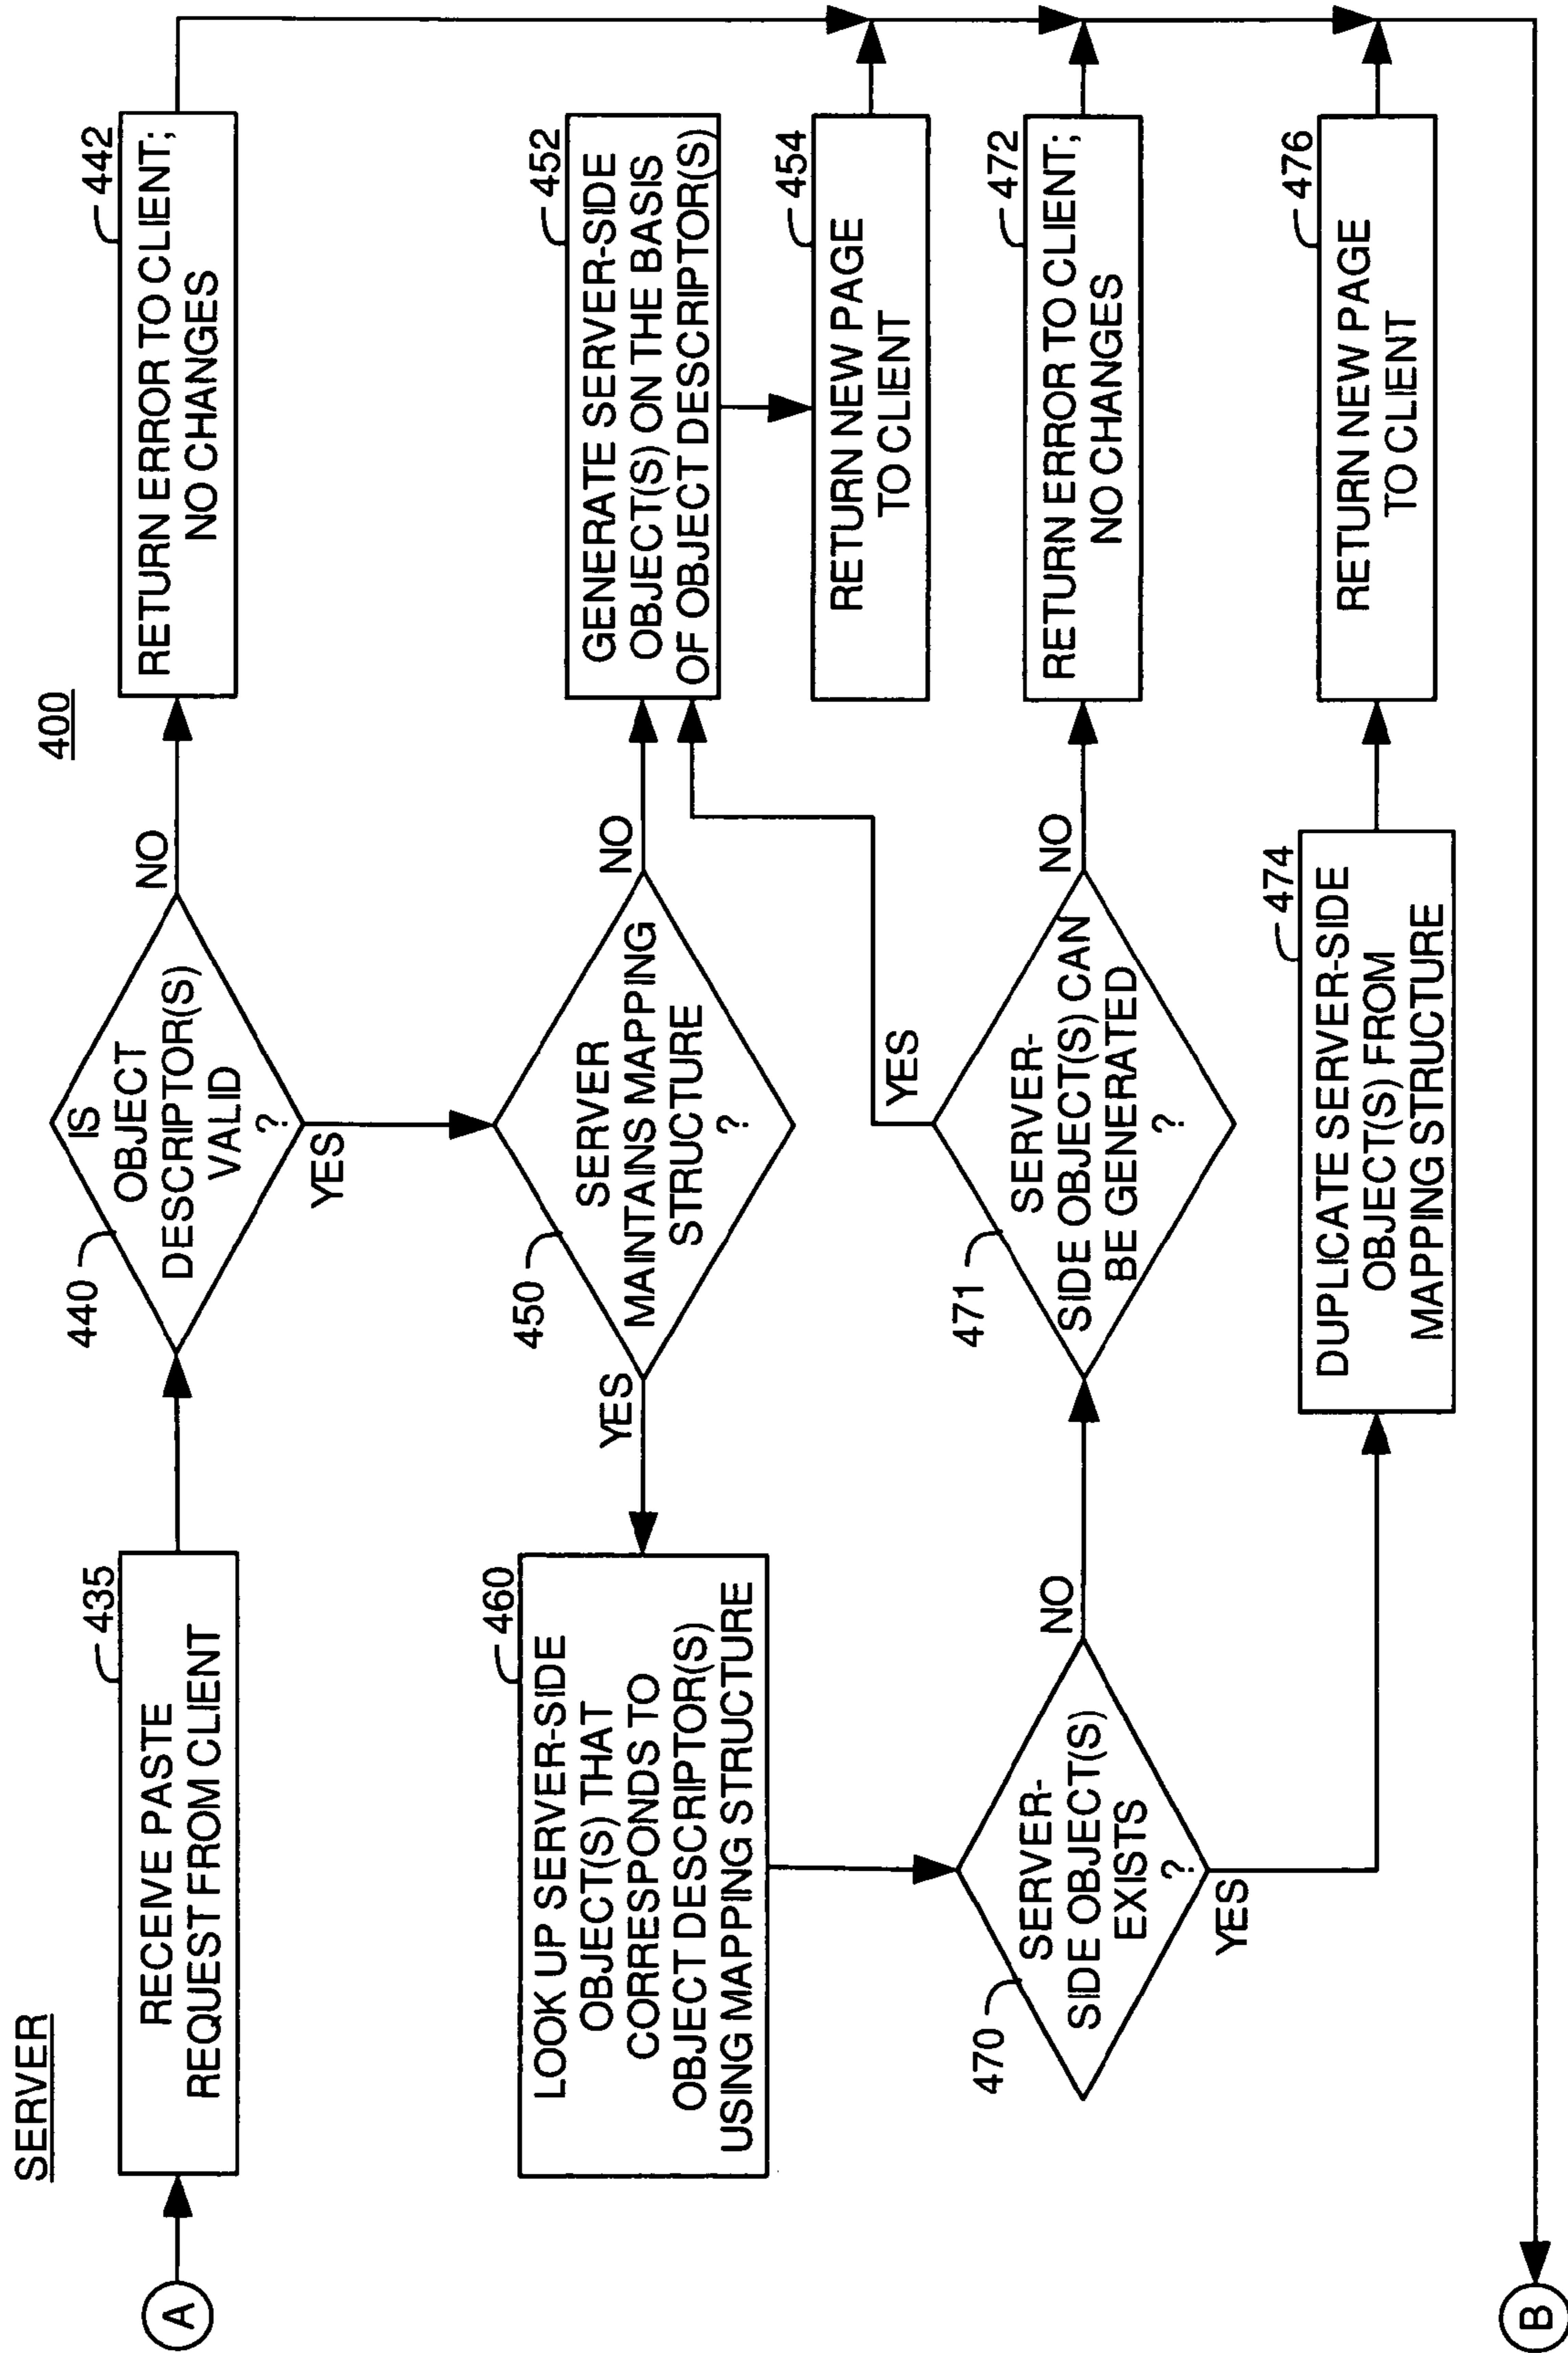 SERVER
400
A
435
RECEIVE PASTE
REQUEST FROM CLIENT
440
IS
OBJECT
DESCRIPTOR(S)
VALID
?
NO
YES
442
RETURN ERROR TO CLIENT;
NO CHANGES
450
SERVER
MAINTAINS MAPPING
STRUCTURE
?
NO
YES
452
GENERATE SERVER-SIDE
OBJECT(S) ON THE BASIS
OF OBJECT DESCRIPTOR(S)
454
RETURN NEW PAGE
TO CLIENT
460
LOOK UP SERVER-SIDE
OBJECT(S) THAT
CORRESPONDS TO
OBJECT DESCRIPTOR(S)
USING MAPPING STRUCTURE
470
SERVER-
SIDE OBJECT(S)
EXISTS
?
NO
YES
471
SERVER-
SIDE OBJECT(S) CAN
BE GENERATED
?
YES
NO
472
RETURN ERROR TO CLIENT;
NO CHANGES
474
DUPLICATE SERVER-SIDE
OBJECT(S) FROM
MAPPING STRUCTURE
476
RETURN NEW PAGE
TO CLIENT
B